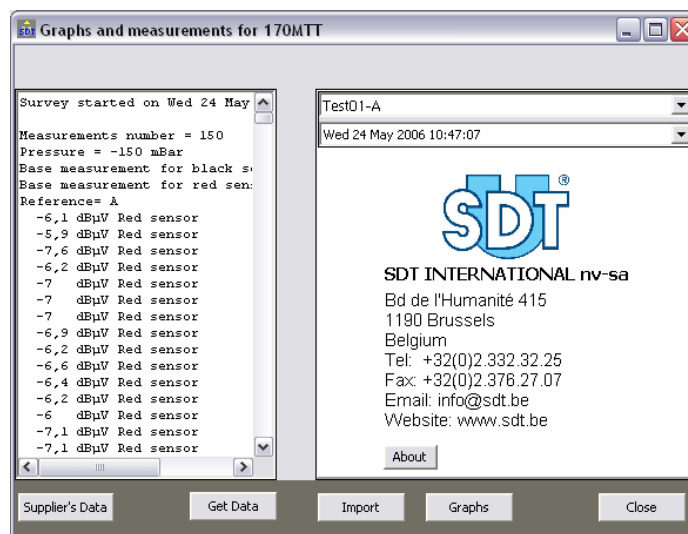 SDT Graphs and measurements for 170MTT
Survey started on Wed 24 May
Measurements number = 150
Pressure = -150 mBar
Base measurement for black s
Base measurement for red sen
Reference= A
-6,1 dBµV Red sensor
-5,9 dBµV Red sensor
-7,6 dBµV Red sensor
-6,2 dBµV Red sensor
-7 dBµV Red sensor
-7 dBµV Red sensor
-7 dBµV Red sensor
-6,9 dBµV Red sensor
-6,2 dBµV Red sensor
-6,6 dBµV Red sensor
-6,4 dBµV Red sensor
-6,2 dBµV Red sensor
-6 dBµV Red sensor
-7,1 dBµV Red sensor
-7,1 dBµV Red sensor
Test01-A
Wed 24 May 2006 10:47:07
SDT®
SDT INTERNATIONAL nv-sa
Bd de l'Humanité 415
1190 Brussels
Belgium
Tel: +32(0)2.332.32.25
Fax: +32(0)2.376.27.07
Email: info@sdt.be
Website: www.sdt.be
About
Supplier's Data
Get Data
Import
Graphs
Close